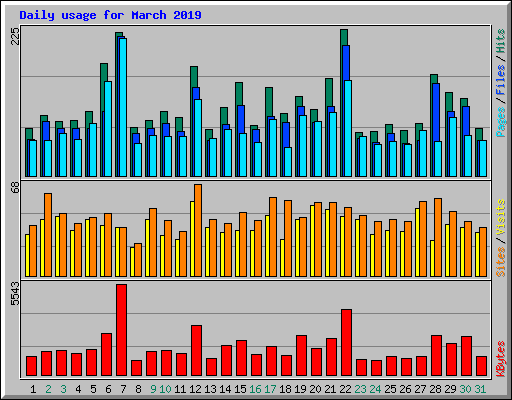 Daily usage for March 2019
225
Pages / Files / Hits
68
Sites / Visits
5543
KBytes
1 2 3 4 5 6 7 8 9 10 11 12 13 14 15 16 17 18 19 20 21 22 23 24 25 26 27 28 29 30 31